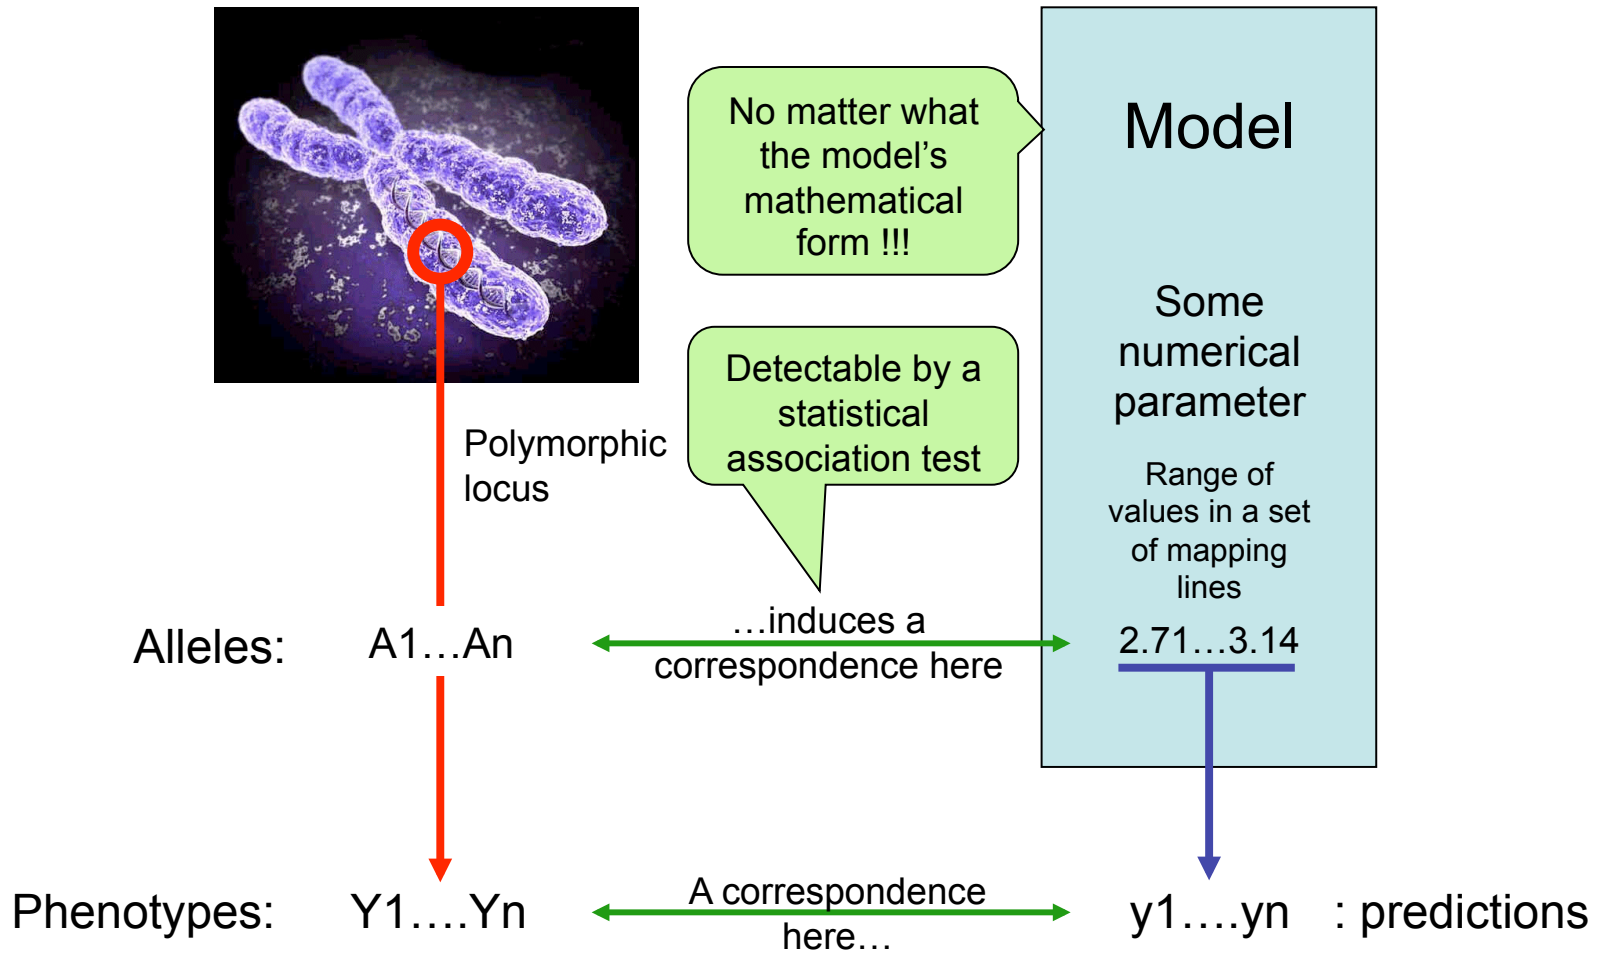 No matter what
the model’s
mathematical
form !!!
Model
Some
numerical
parameter
Detectable by a
statistical
association test
Polymorphic
locus
Range of
values in a set
of mapping
lines
Alleles:
A1…An
…induces a
correspondence here
2.71…3.14
Phenotypes:
Y1….Yn
A correspondence
here…
y1….yn
: predictions